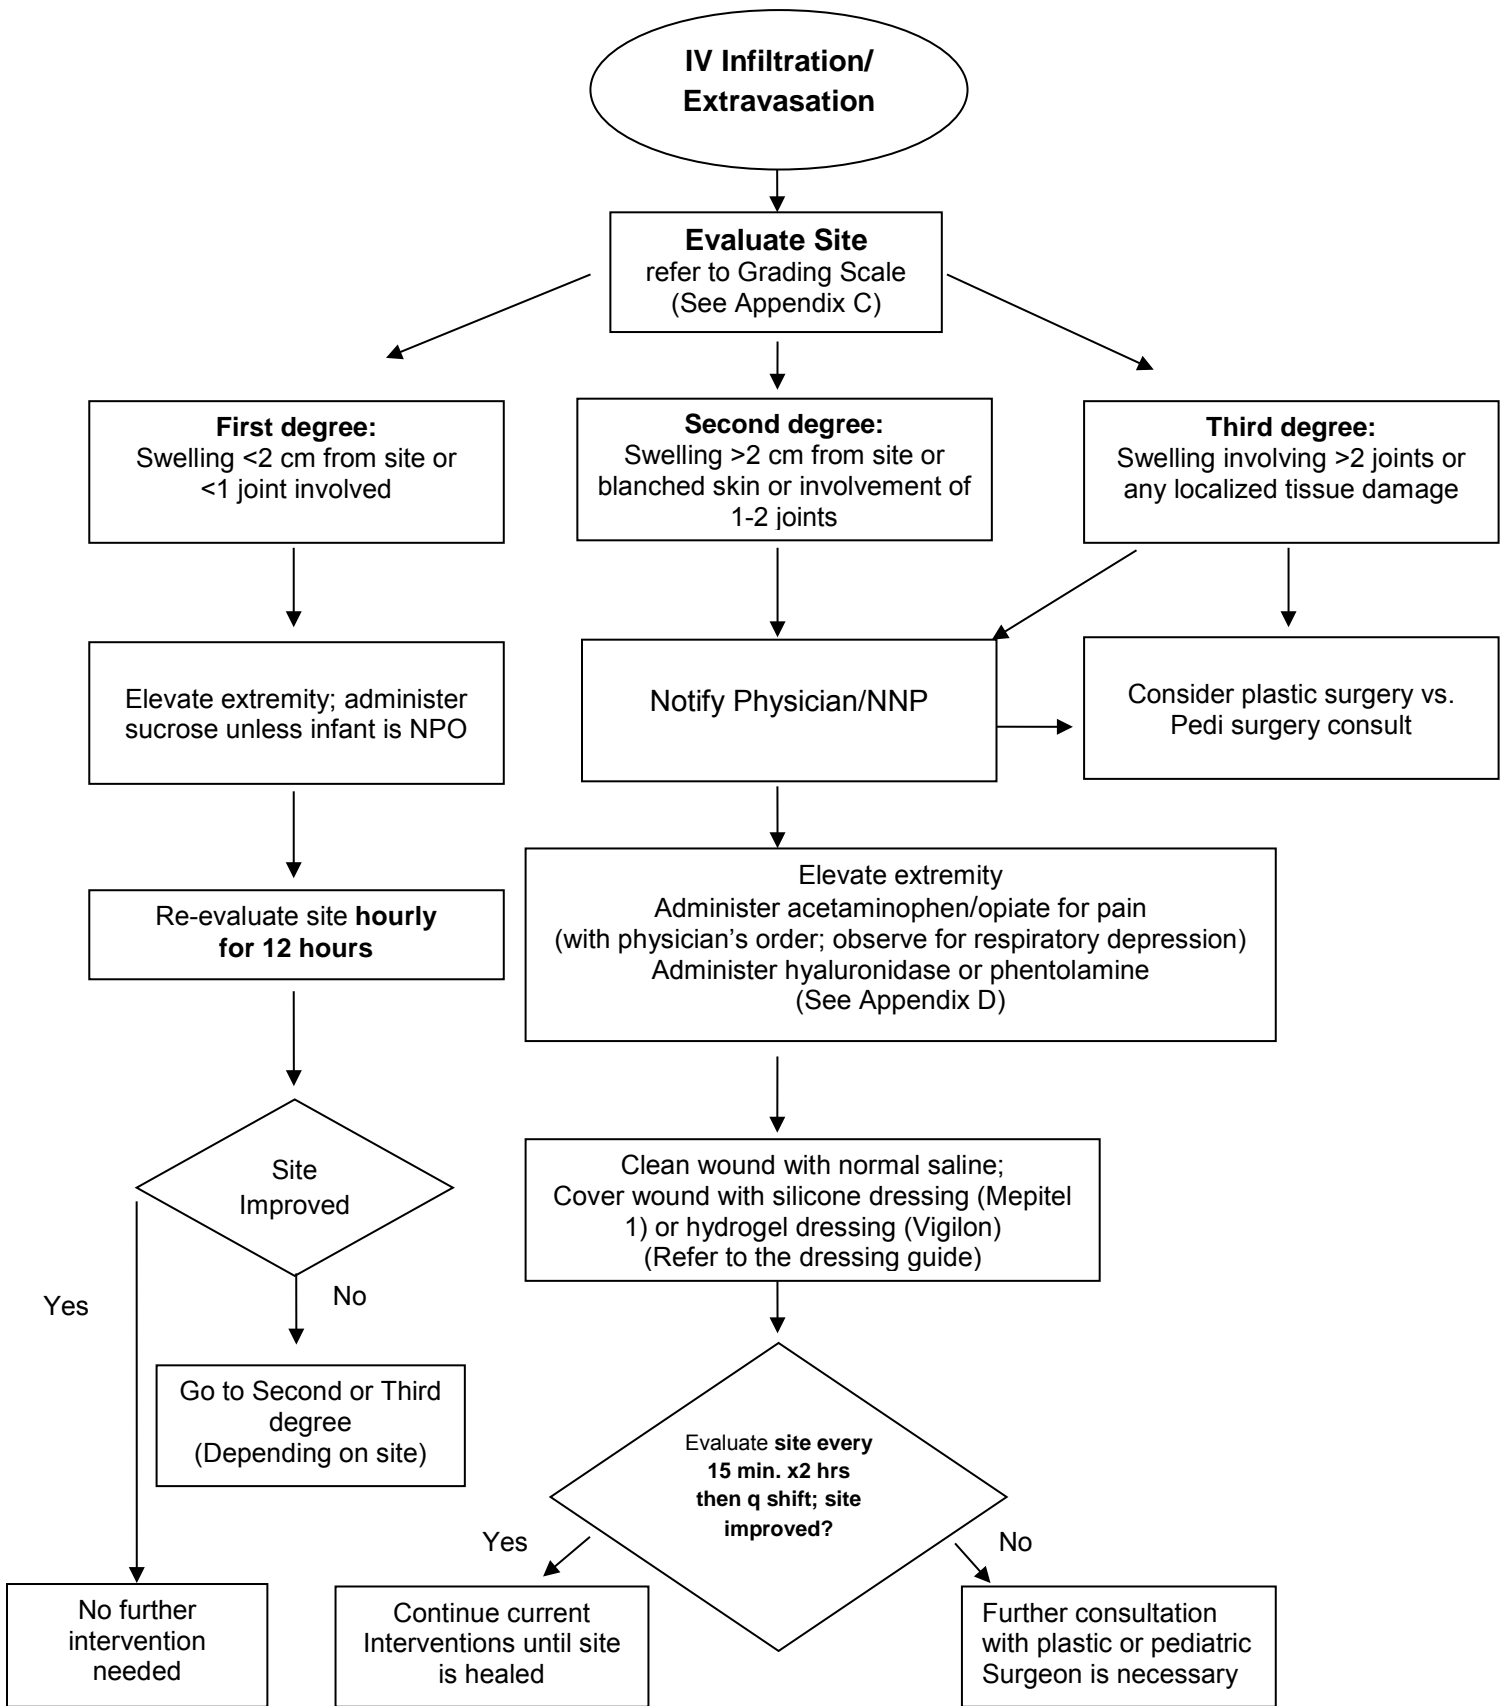 IV Infiltration/
Extravasation
Evaluate Site
refer to Grading Scale
(See Appendix C)
First degree:
Swelling <2 cm from site or
<1 joint involved
Second degree:
Swelling >2 cm from site or
blanched skin or involvement of
1-2 joints
Third degree:
Swelling involving >2 joints or
any localized tissue damage
Elevate extremity; administer
sucrose unless infant is NPO
Notify Physician/NNP
Consider plastic surgery vs.
Pedi surgery consult
Re-evaluate site hourly
for 12 hours
Elevate extremity
Administer acetaminophen/opiate for pain
(with physician’s order; observe for respiratory depression)
Administer hyaluronidase or phentolamine
(See Appendix D)
Site
Improved
Clean wound with normal saline;
Cover wound with silicone dressing (Mepitel
1) or hydrogel dressing (Vigilon)
(Refer to the dressing guide)
Yes
No
Go to Second or Third
degree
(Depending on site)
Evaluate site every
15 min. x2 hrs
then q shift; site
improved?
Yes
No
No further
intervention
needed
Continue current
Interventions until site
is healed
Further consultation
with plastic or pediatric
Surgeon is necessary